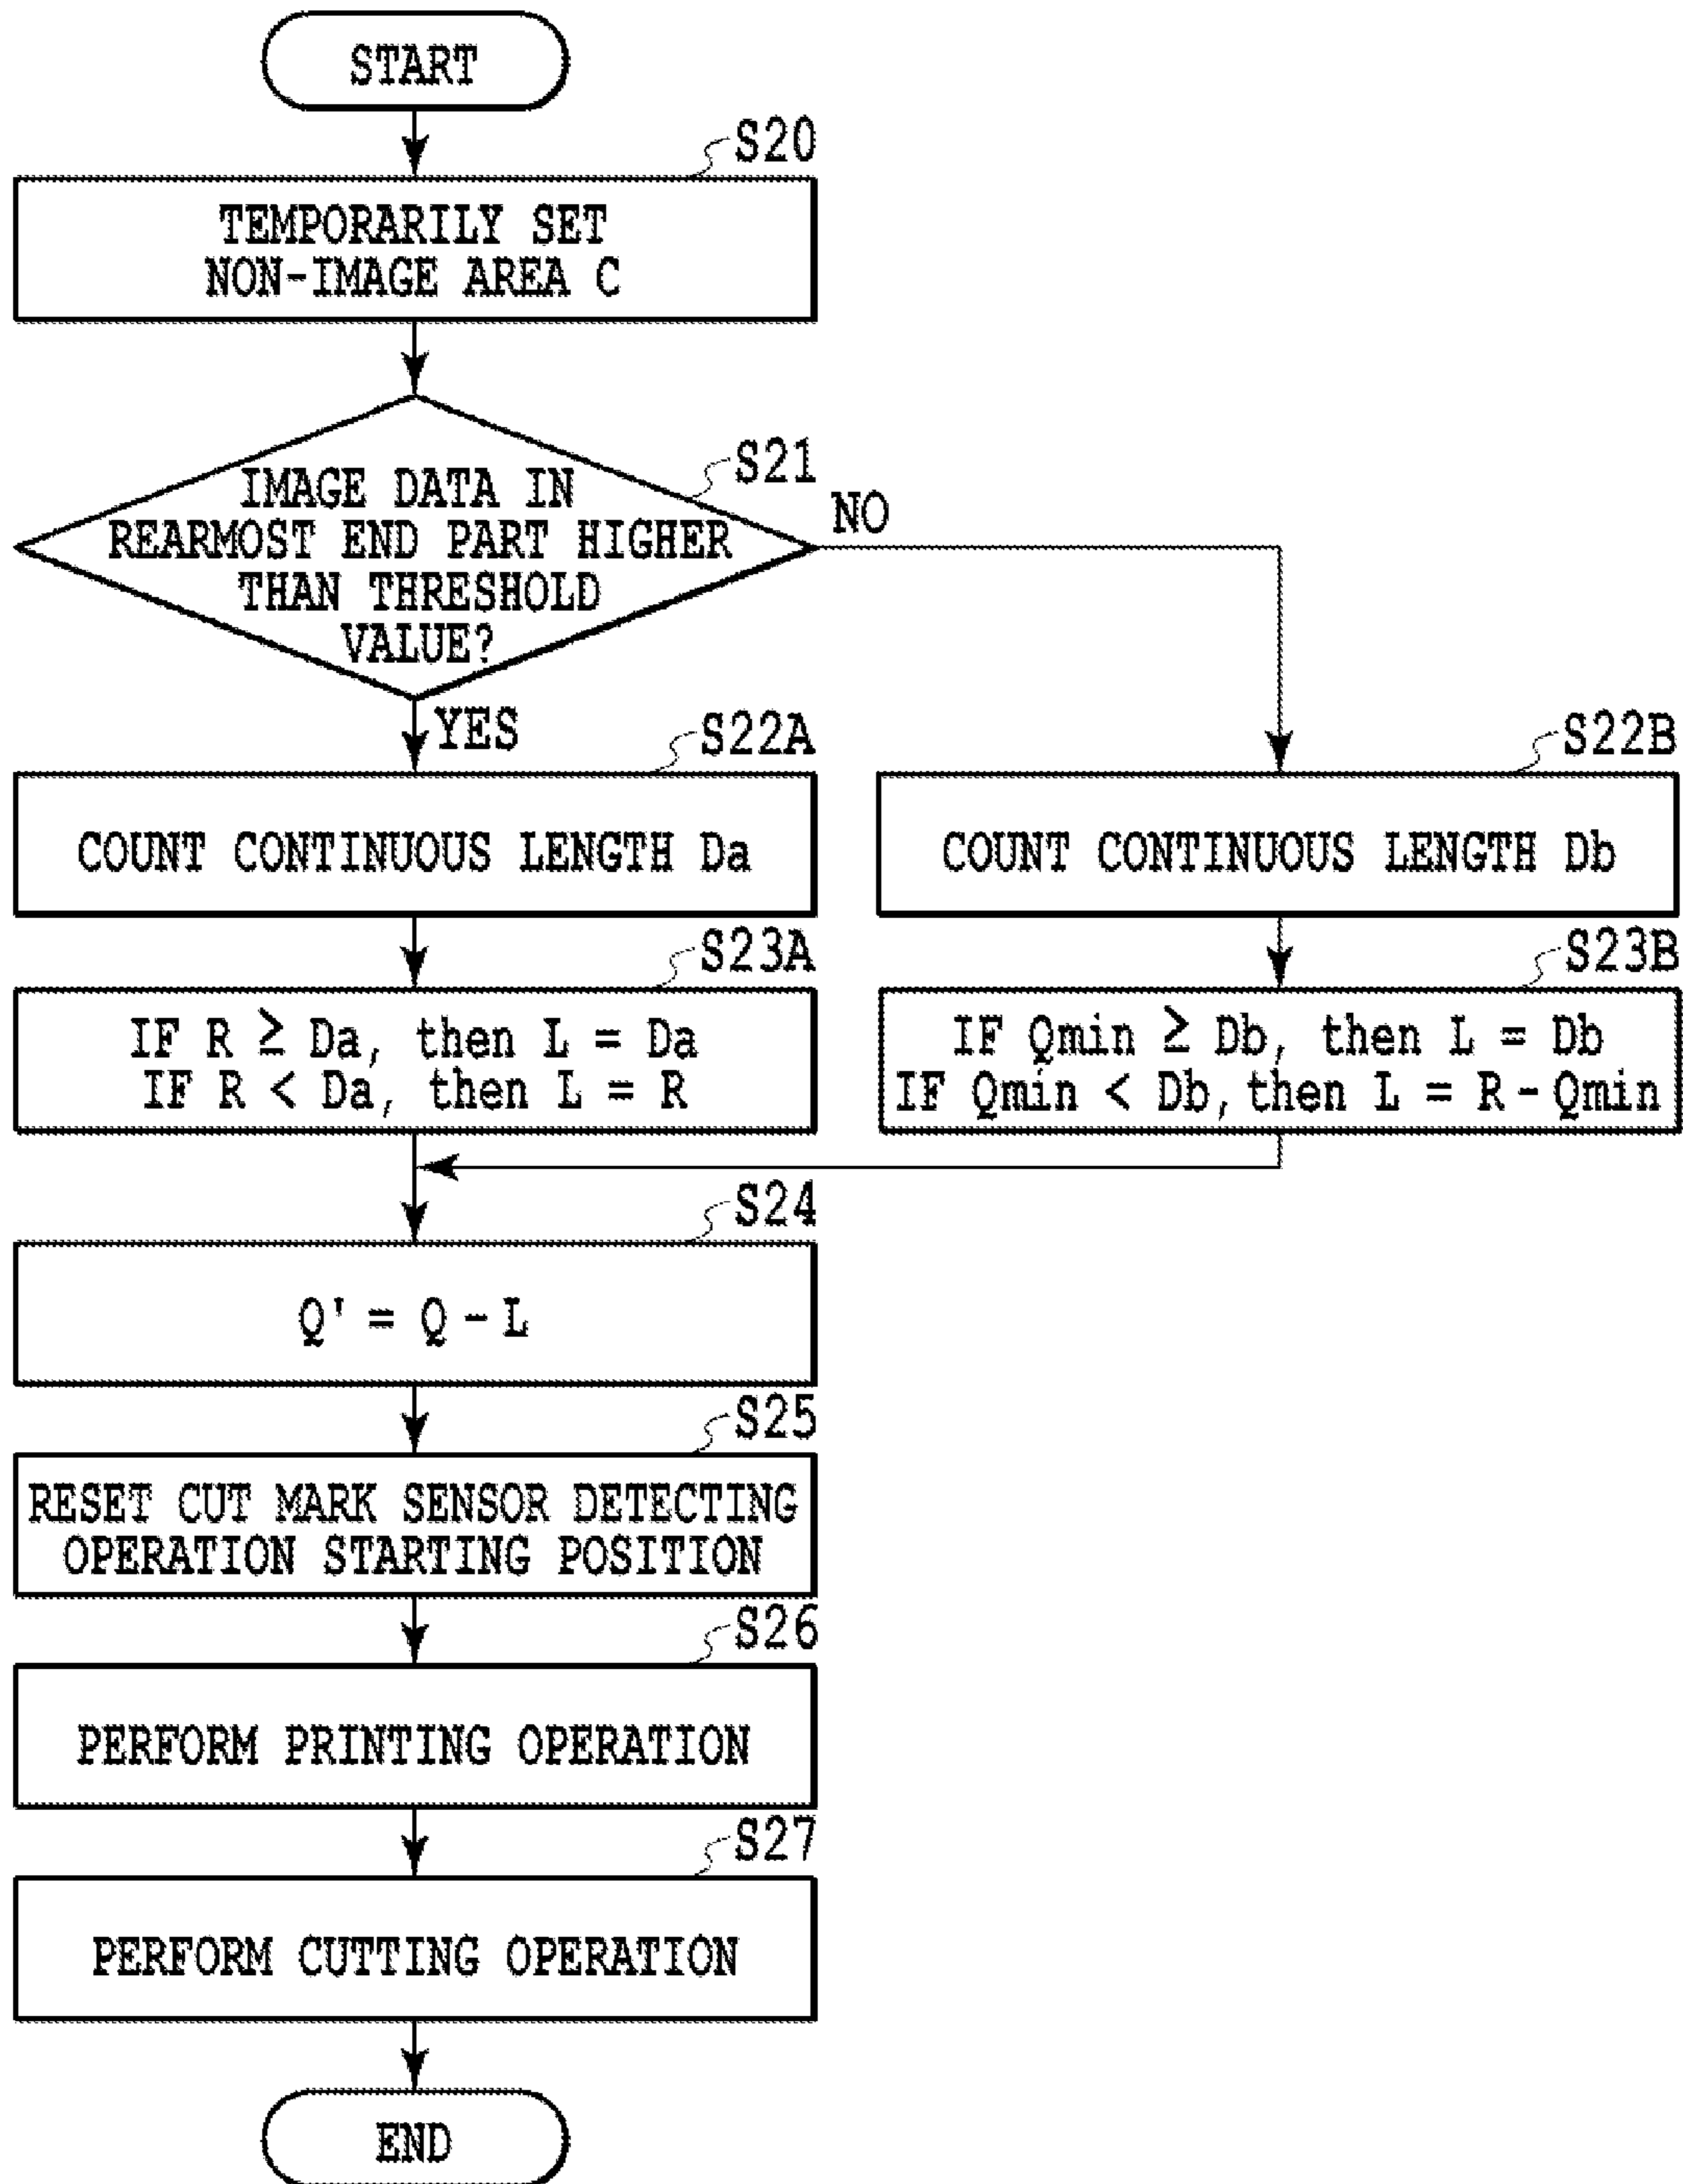 START
S20
TEMPORARILY SET
NON-IMAGE AREA C
S21
IMAGE DATA IN
REARMOST END PART HIGHER
THAN THRESHOLD
VALUE?
NO
YES
S22A
COUNT CONTINUOUS LENGTH Da
S22B
COUNT CONTINUOUS LENGTH Db
S23A
IF R ≥ Da, then L = Da
IF R < Da, then L = R
S23B
IF Qmin ≥ Db, then L = Db
IF Qmin < Db, then L = R - Qmin
S24
Q' = Q - L
S25
RESET CUT MARK SENSOR DETECTING
OPERATION STARTING POSITION
S26
PERFORM PRINTING OPERATION
S27
PERFORM CUTTING OPERATION
END